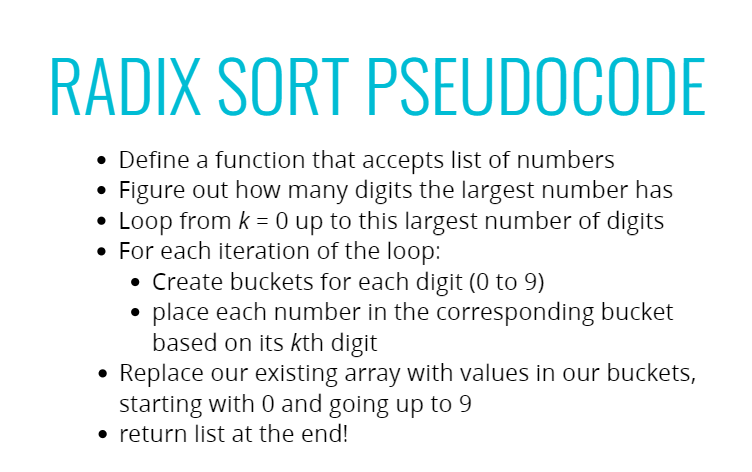 RADIX SORT PSEUDOCODE
• Define a function that accepts list of numbers
• Figure out how many digits the largest number has
• Loop from k = 0 up to this largest number of digits
• For each iteration of the loop:
• Create buckets for each digit (0 to 9)
• place each number in the corresponding bucket
based on its kth digit
• Replace our existing array with values in our buckets,
starting with 0 and going up to 9
• return list at the end!